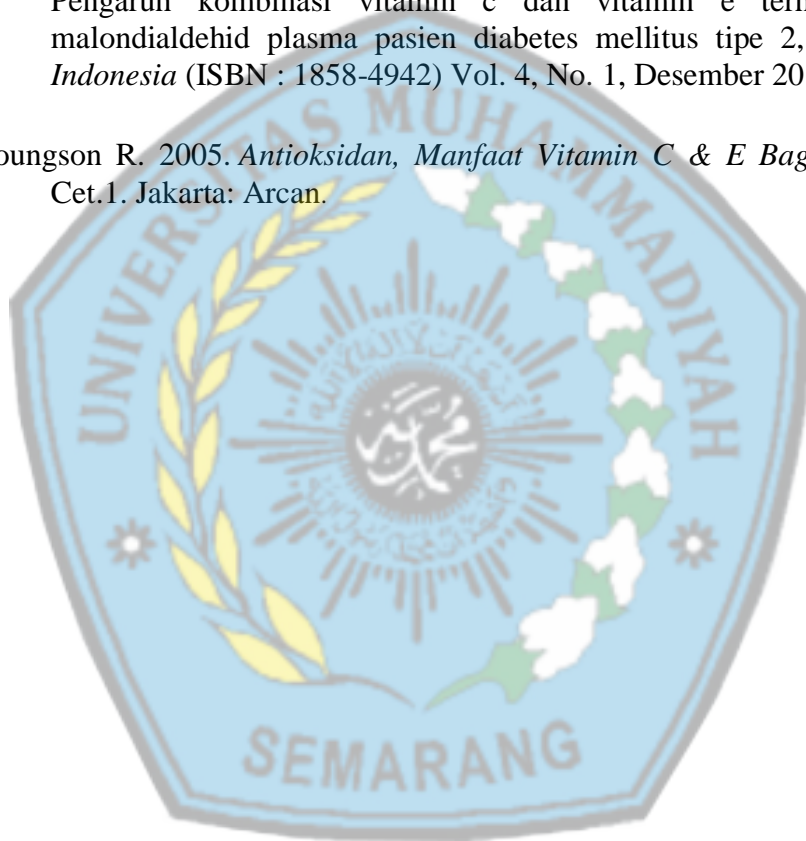 Pengaruh kombinasi vitamin c dan vitamin e
malondialdehid plasma pasien diabetes mellitus tipe 2,
Indonesia (ISBN : 1858-4942) Vol. 4, No. 1, Desember 20
oungson R. 2005. Antioksidan, Manfaat Vitamin C & E Bag
Cet.1. Jakarta: Arcan.
UNIVERSITAS MUHAMMADIYAH
SEMARANG